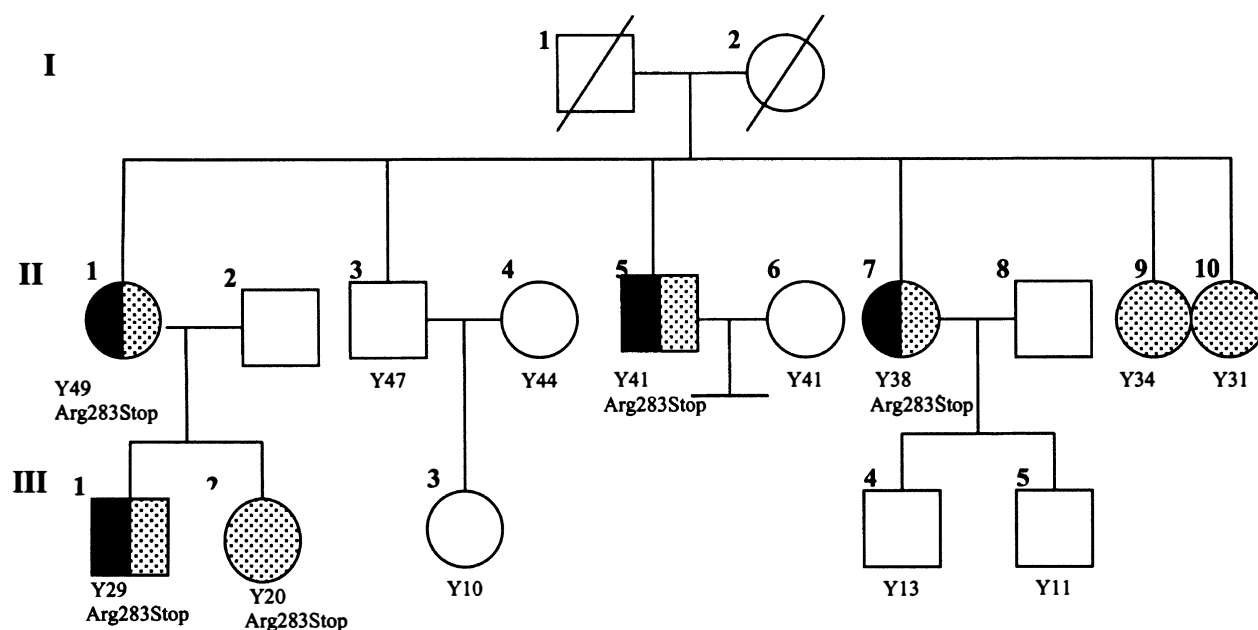 I
1
2
II
1
2
3
4
5
6
7
8
9
10
Y49
Arg283Stop
Y47
Y44
Y41
Arg283Stop
Y41
Y38
Arg283Stop
Y34
Y31
III
1
2
3
4
5
Y29
Arg283Stop
Y20
Arg283Stop
Y10
Y13
Y11